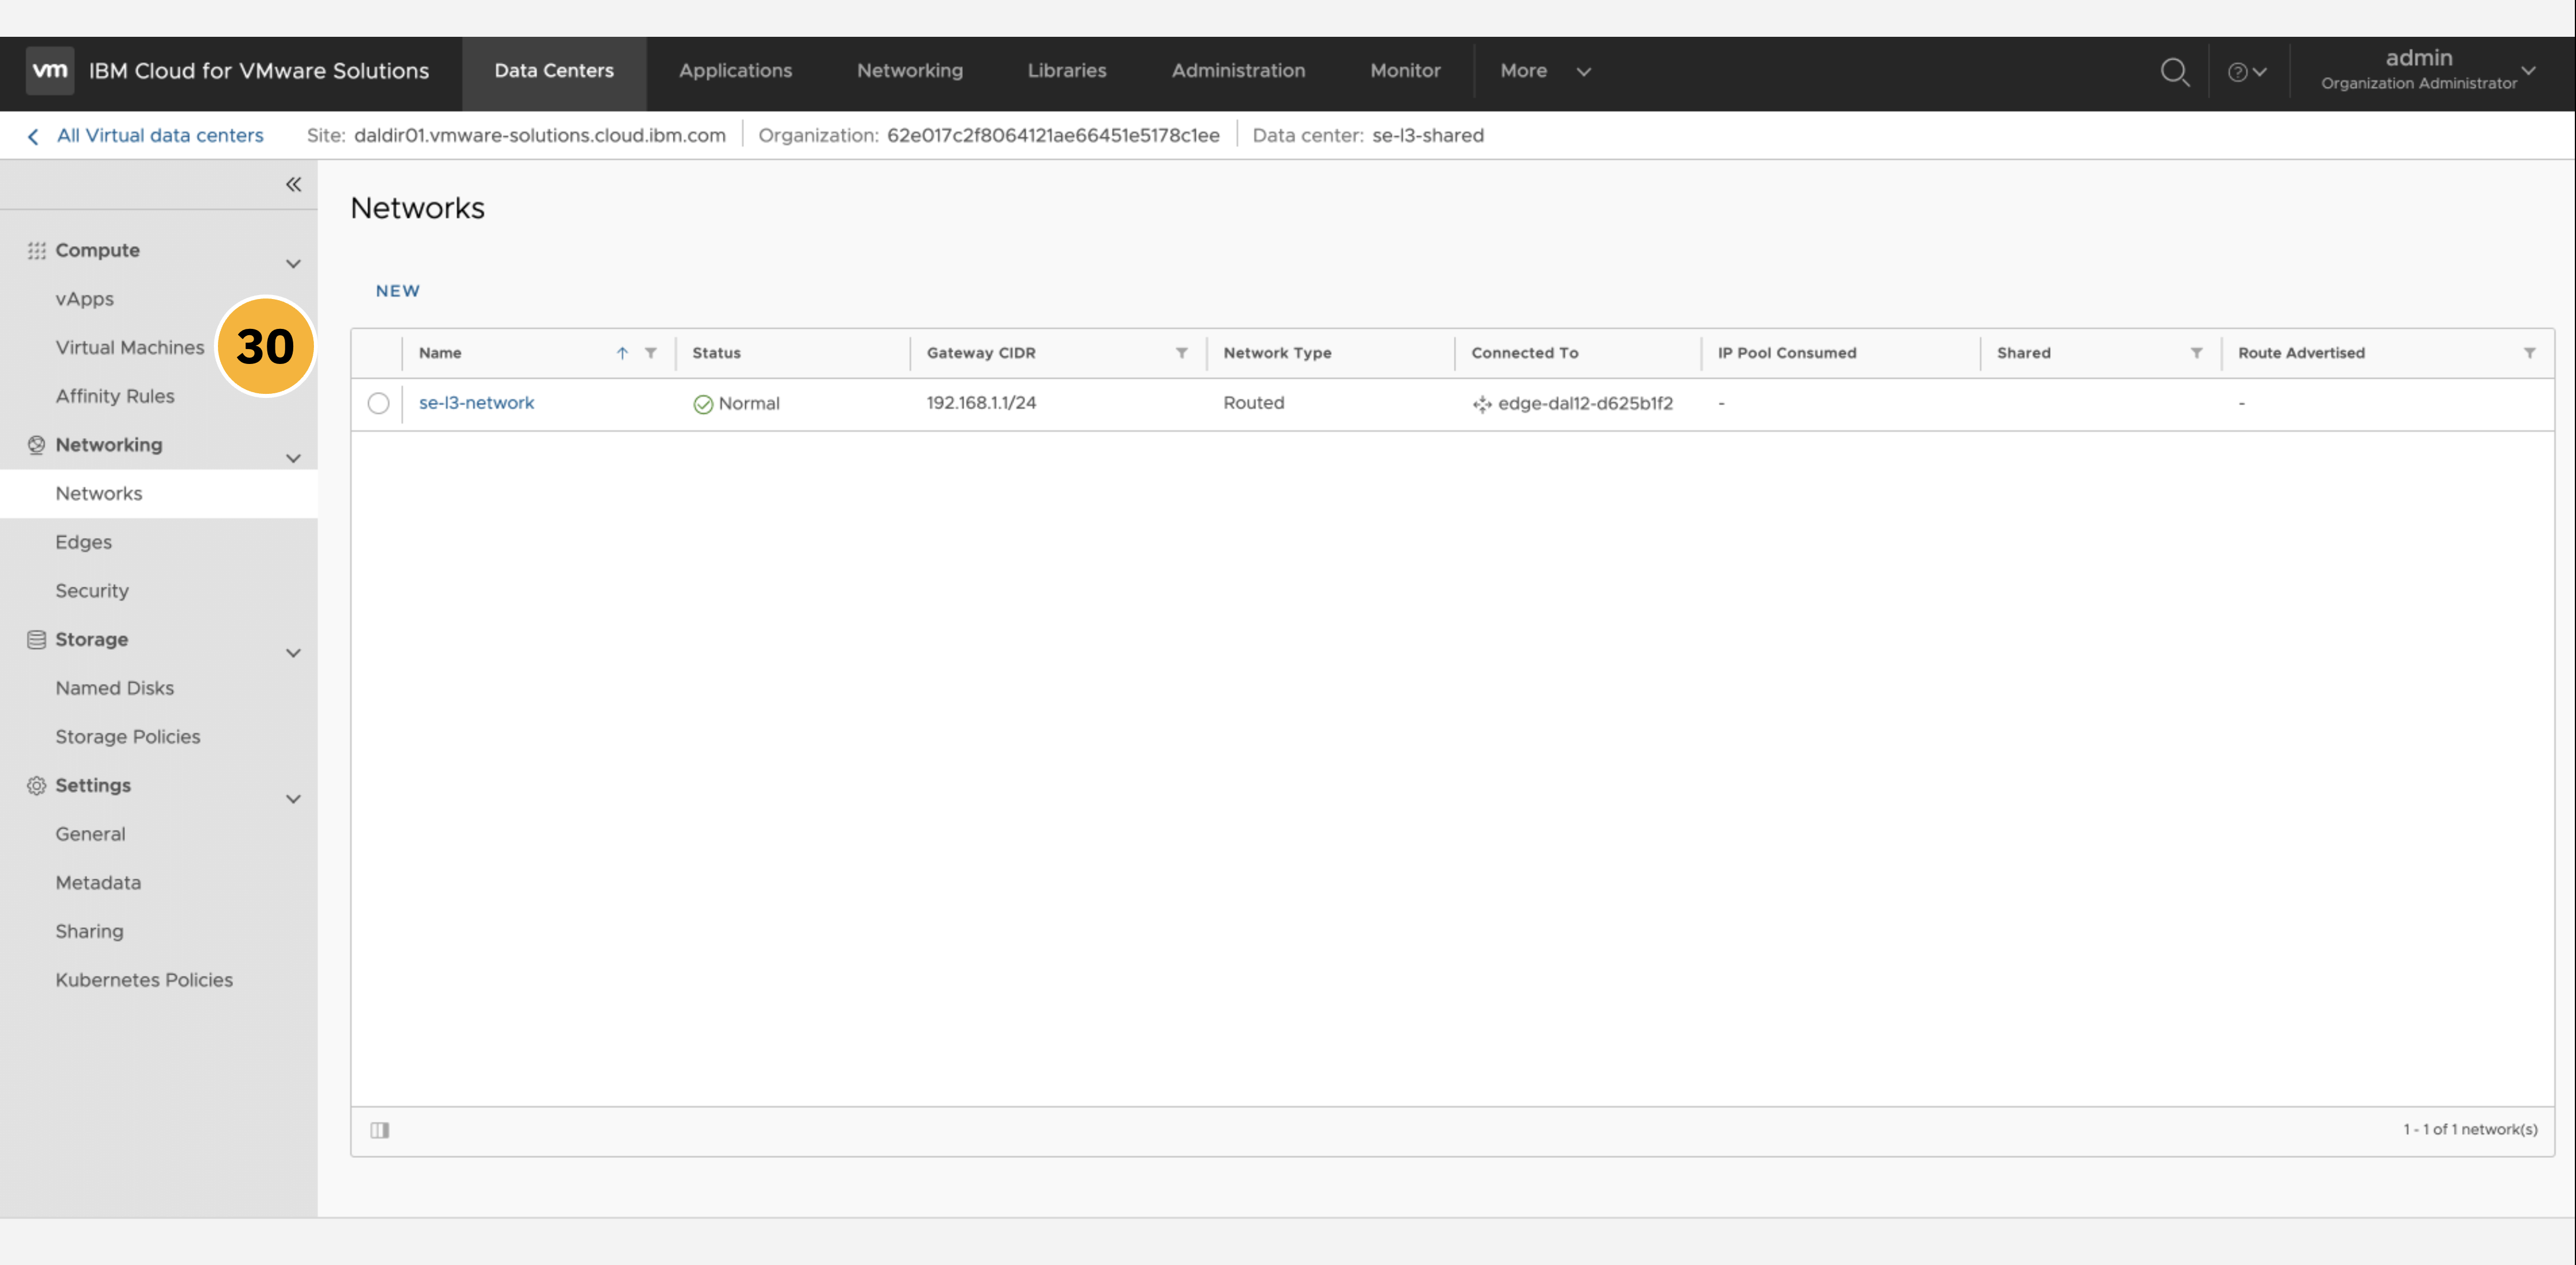 vm IBM Cloud for VMware Solutions Data Centers Applications Networking Libraries Administration Monitor More admin
Organization Administrator
All Virtual data centers Site: daldir01.vmware-solutions.cloud.ibm.com Organization: 62e017c2f8064121ae66451e5178c1ee Data center: se-l3-shared
Networks
Compute
vApps
NEW
Virtual Machines 30
Name Status Gateway CIDR Network Type Connected To IP Pool Consumed Shared Route Advertised
Affinity Rules
se-l3-network Normal 192.168.1.1/24 Routed edge-dal12-d625b1f2 - -
Networking
Networks
Edges
Security
Storage
Named Disks
Storage Policies
Settings
General
Metadata
Sharing
Kubernetes Policies
1 - 1 of 1 network(s)